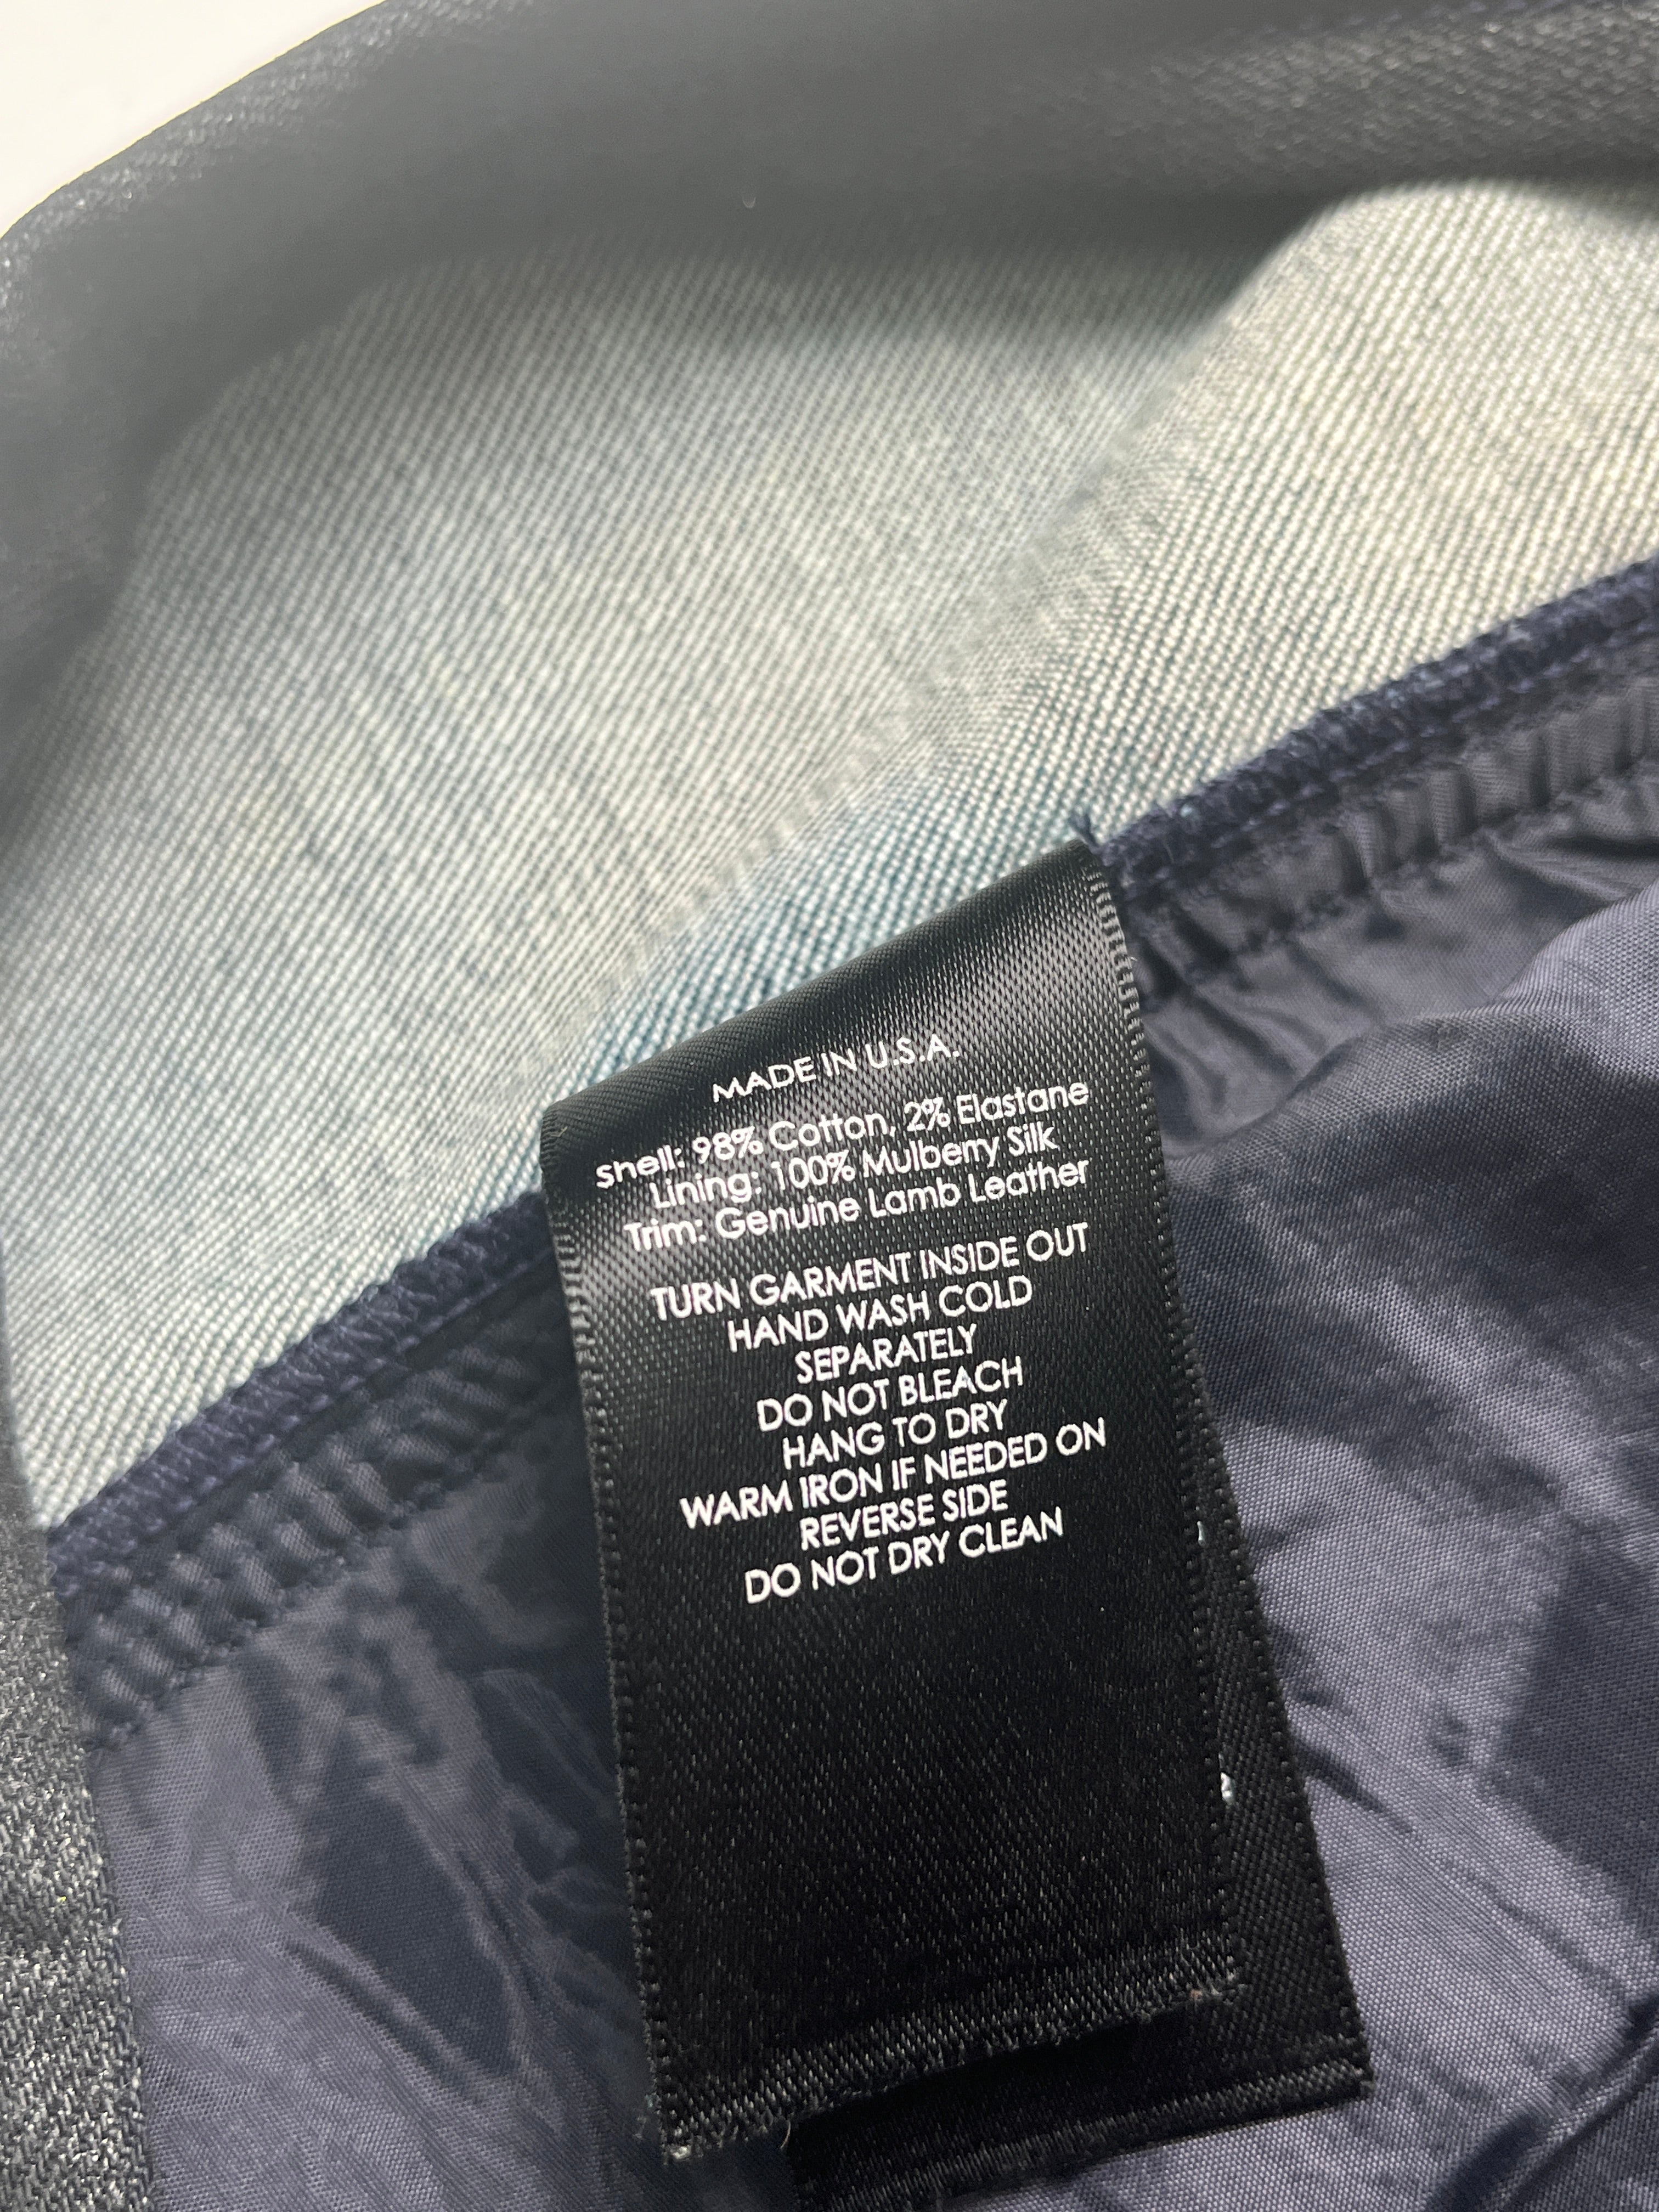 MADE IN U.S.A.
Shell: 98% Cotton, 2% Elastane
Lining: 100% Mulberry Silk
Trim: Genuine Lamb Leather
TURN GARMENT INSIDE OUT
HAND WASH COLD
SEPARATELY
DO NOT BLEACH
HANG TO DRY
WARM IRON IF NEEDED ON
REVERSE SIDE
DO NOT DRY CLEAN